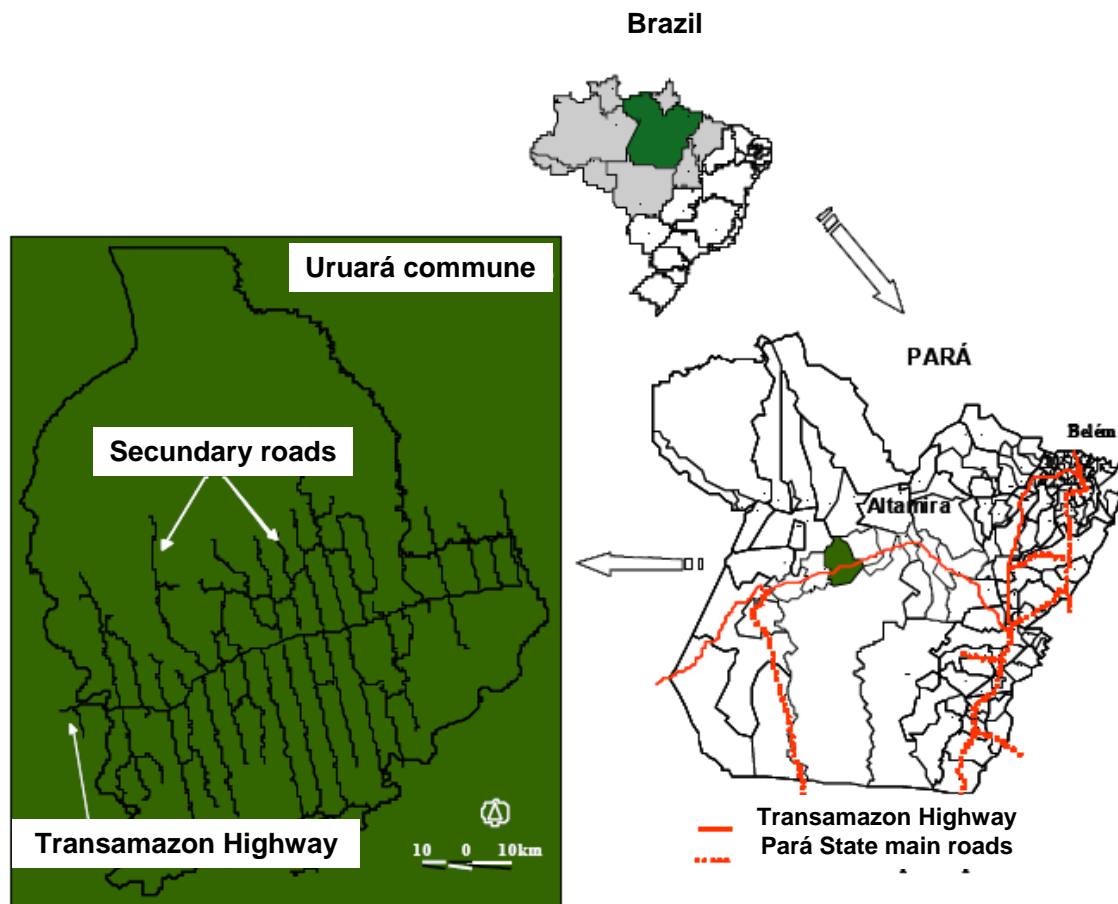 Brazil
Uruará commune
PARÁ
Secundary roads
Belém
Altamira
Transamazon Highway
10 0 10km
Transamazon Highway
Pará State main roads